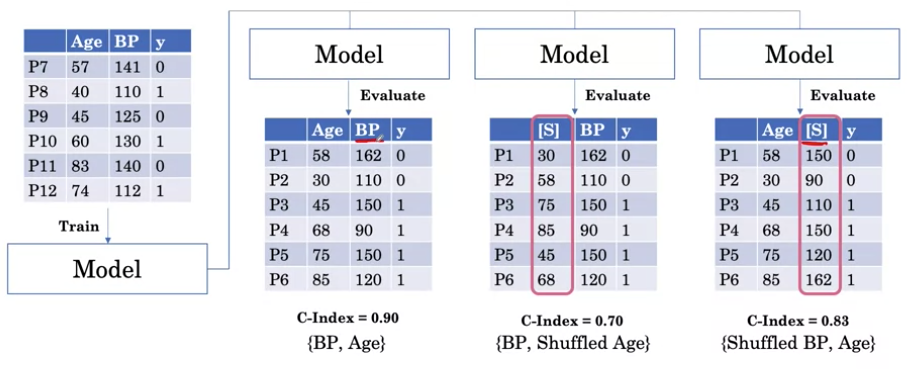 Age BP y
P7 57 141 0
P8 40 110 1
P9 45 125 0
P10 60 130 1
P11 83 140 0
P12 74 112 1
Train
Model
Model
Evaluate
Age BP y
P1 58 162 0
P2 30 110 0
P3 45 150 1
P4 68 90 1
P5 75 150 1
P6 85 120 1
C-Index = 0.90
{BP, Age}
Model
Evaluate
[S] BP y
P1 30 162 0
P2 58 110 0
P3 75 150 1
P4 85 90 1
P5 45 150 1
P6 68 120 1
C-Index = 0.70
{BP, Shuffled Age}
Model
Evaluate
Age [S] y
P1 58 150 0
P2 30 90 0
P3 45 110 1
P4 68 150 1
P5 75 120 1
P6 85 162 1
C-Index = 0.83
{Shuffled BP, Age}